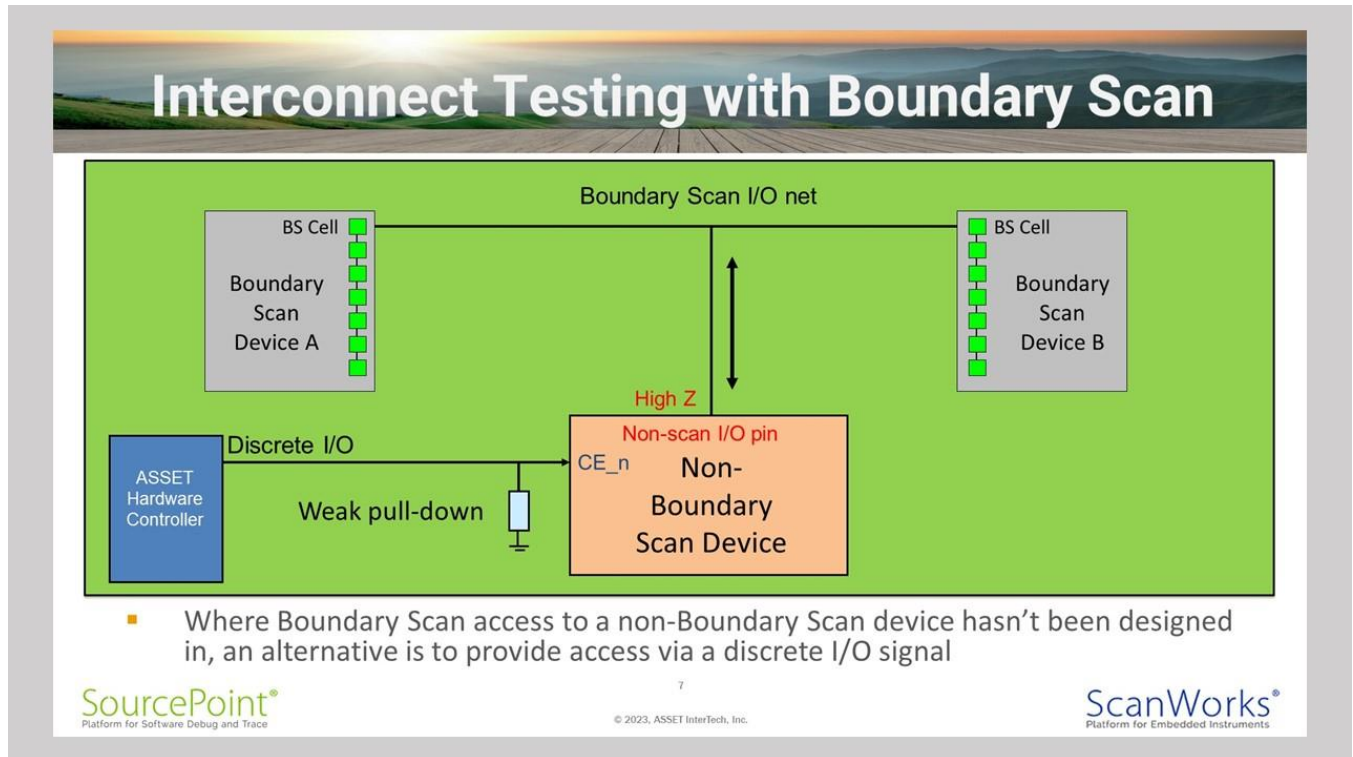 Interconnect Testing with Boundary Scan
Boundary Scan I/O net
BS Cell
Boundary
Scan
Device A
BS Cell
Boundary
Scan
Device B
High Z
Non-scan I/O pin
CE_n
Non-
Boundary
Scan Device
Discrete I/O
ASSET
Hardware
Controller
Weak pull-down
▪ Where Boundary Scan access to a non-Boundary Scan device hasn’t been designed
in, an alternative is to provide access via a discrete I/O signal
SourcePoint®
Platform for Software Debug and Trace
7
© 2023, ASSET InterTech, Inc.
ScanWorks®
Platform for Embedded Instruments